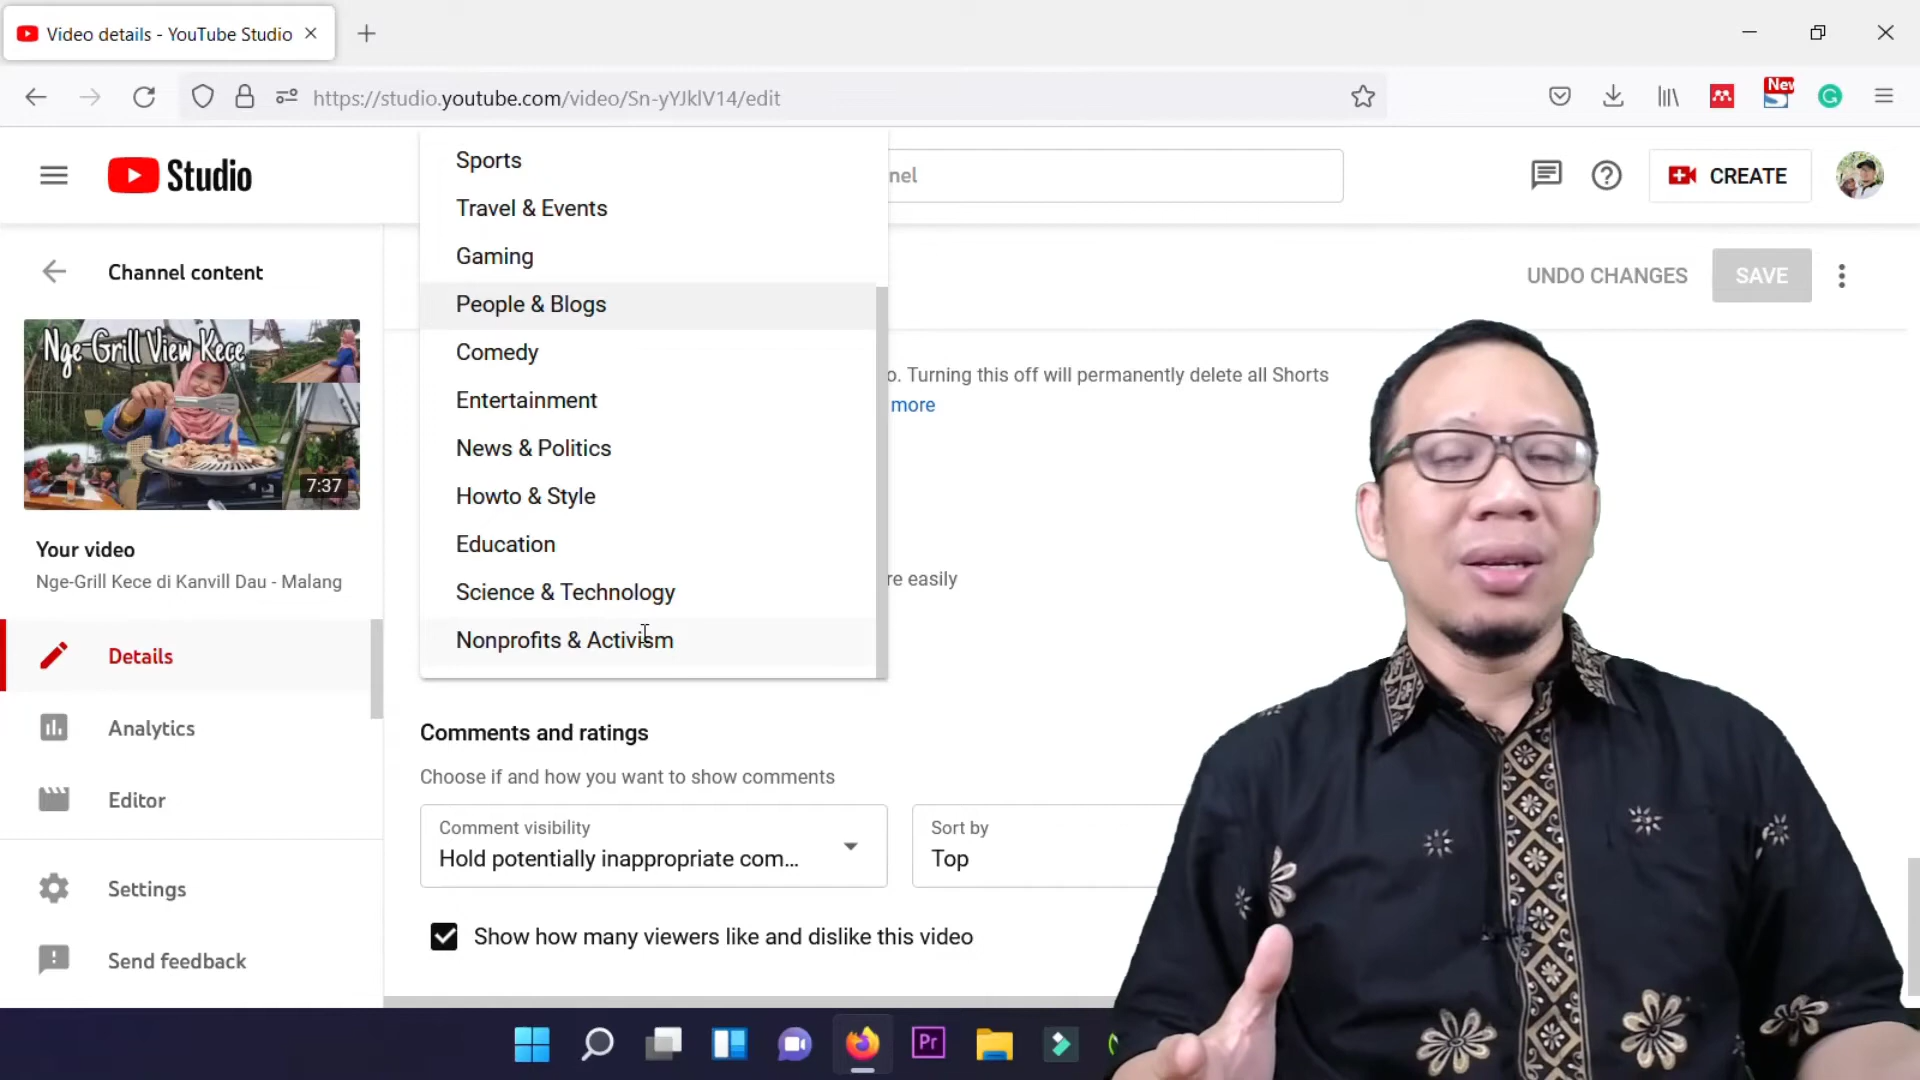 Video details - YouTube Studio
https://studio.youtube.com/video/Sn-yYJklV14/edit
New
Studio
nel
CREATE
Channel content
UNDO CHANGES
SAVE
Nge-Grill View Kece
7:37
Your video
Nge-Grill Kece di Kanvill Dau - Malang
Details
Analytics
Editor
Settings
Send feedback
Sports
Travel & Events
Gaming
People & Blogs
Comedy
Entertainment
News & Politics
Howto & Style
Education
Science & Technology
Nonprofits & Activism
o. Turning this off will permanently delete all Shorts
more
re easily
Comments and ratings
Choose if and how you want to show comments
Comment visibility
Hold potentially inappropriate com...
Sort by
Top
Show how many viewers like and dislike this video
Pr